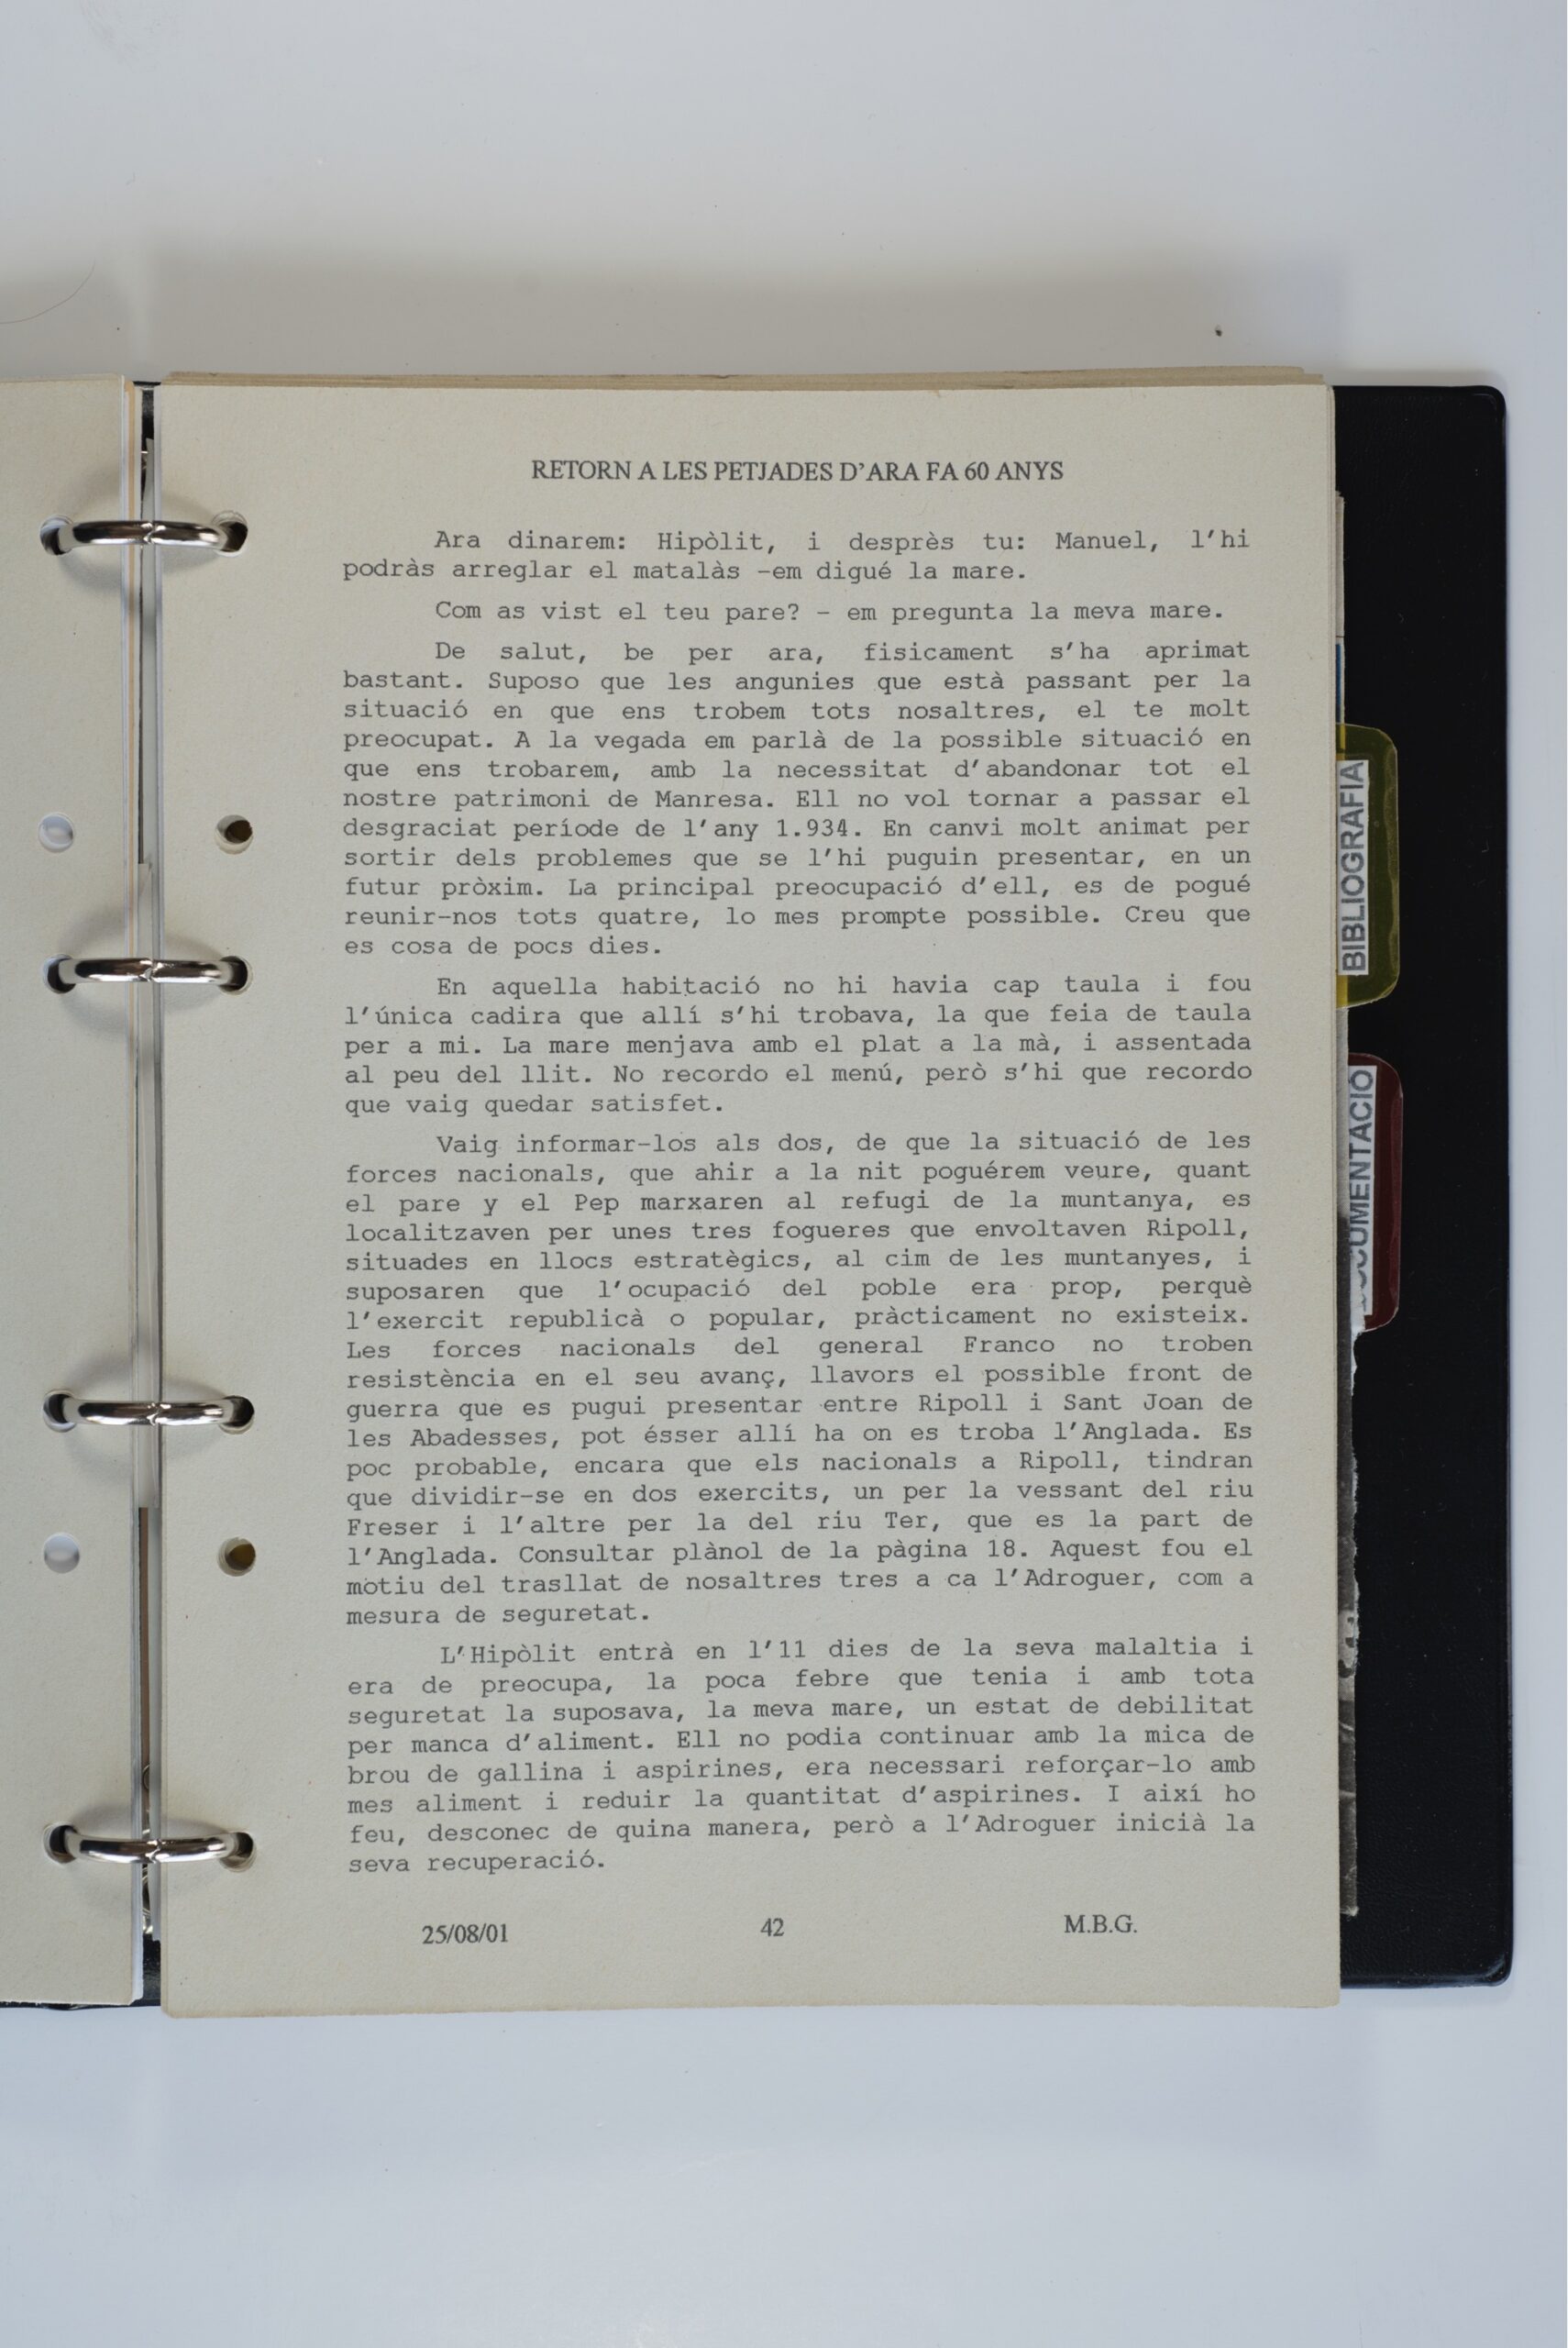 RETORN A LES PETJADES D'ARA FA 60 ANYS
Ara dinarem: Hipòlit, i desprès tu: Manuel, l'hi
podràs arreglar el matalàs -em digué la mare.
Com as vist el teu pare? - em pregunta la meva mare.
De salut, be per ara, fisicament s'ha aprimat
bastant. Suposo que les angunies que està passant per la
situació en que ens trobem tots nosaltres, el te molt
preocupat. A la vegada em parlà de la possible situació en
que ens trobarem, amb la necessitat d'abandonar tot el
nostre patrimoni de Manresa. Ell no vol tornar a passar el
desgraciat període de l'any 1.934. En canvi molt animat per
sortir dels problemes que se l'hi puguin presentar, en un
futur pròxim. La principal preocupació d'ell, es de pogué
reunir-nos tots quatre, lo mes prompte possible. Creu que
es cosa de pocs dies.
En aquella habitació no hi havia cap taula i fou
l'única cadira que allí s'hi trobava, la que feia de taula
per a mi. La mare menjava amb el plat a la mà, i assentada
al peu del llit. No recordo el menú, però s'hi que recordo
que vaig quedar satisfet.
Vaig informar-los als dos, de que la situació de les
forces nacionals, que ahir a la nit poguérem veure, quant
el pare y el Pep marxaren al refugi de la muntanya, es
localitzaven per unes tres fogueres que envoltaven Ripoll,
situades en llocs estratègics, al cim de les muntanyes, i
suposaren que l'ocupació del poble era prop, perquè
l'exercit republicà o popular, pràcticament no existeix.
Les forces nacionals del general Franco no troben
resistència en el seu avanç, llavors el possible front de
guerra que es pugui presentar entre Ripoll i Sant Joan de
les Abadesses, pot ésser allí ha on es troba l'Anglada. Es
poc probable, encara que els nacionals a Ripoll, tindran
que dividir-se en dos exercits, un per la vessant del riu
Freser i l'altre per la del riu Ter, que es la part de
l'Anglada. Consultar plànol de la pàgina 18. Aquest fou el
motiu del trasllat de nosaltres tres a ca l'Adroguer, com a
mesura de seguretat.
L'Hipòlit entrà en l'11 dies de la seva malaltia i
era de preocupa, la poca febre que tenia i amb tota
seguretat la suposava, la meva mare, un estat de debilitat
per manca d'aliment. Ell no podia continuar amb la mica de
brou de gallina i aspirines, era necessari reforçar-lo amb
mes aliment i reduir la quantitat d'aspirines. I així ho
feu, desconec de quina manera, però a l'Adroguer inicià la
seva recuperació.
25/08/01 42 M.B.G.
BIBLIOGRAFIA
DOCUMENTACIÓ